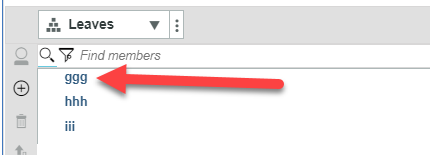 Leaves
Find members
ggg
hhh
iii